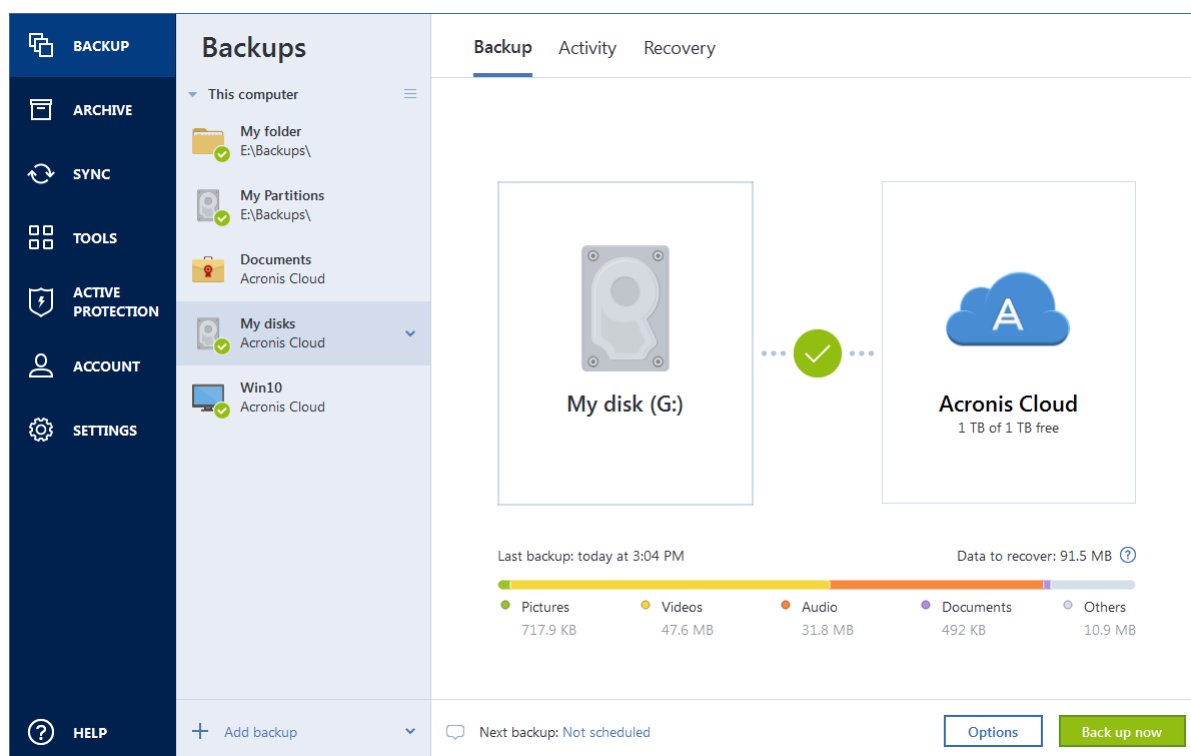 BACKUP
ARCHIVE
SYNC
TOOLS
ACTIVE
PROTECTION
ACCOUNT
SETTINGS
HELP
Backups
This computer
My folder
E:\Backups\
My Partitions
E:\Backups\
Documents
Acronis Cloud
My disks
Acronis Cloud
Win10
Acronis Cloud
Add backup
Backup Activity Recovery
My disk (G:)
A
Acronis Cloud
1 TB of 1 TB free
Last backup: today at 3:04 PM Data to recover: 91.5 MB ?
Pictures Videos Audio Documents Others
717.9 KB 47.6 MB 31.8 MB 492 KB 10.9 MB
Next backup: Not scheduled Options Back up now